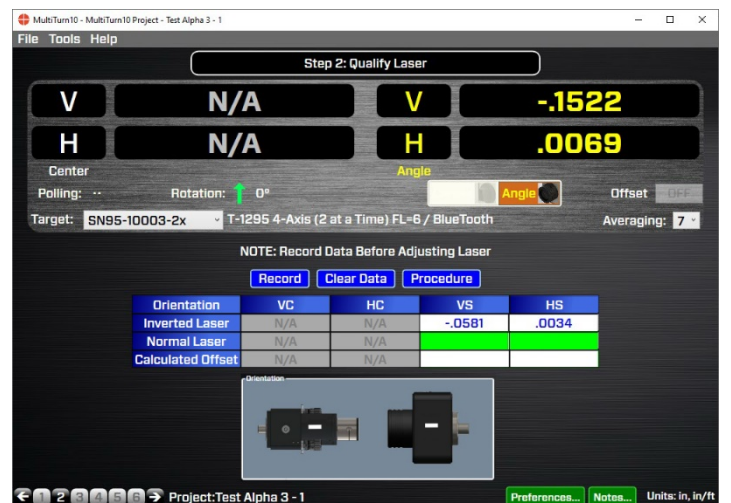 MultiTurn10 - MultiTurn10 Project - Test Alpha 3 - 1
File Tools Help
Step 2: Qualify Laser
V N/A V -.1522
H N/A H .0069
Center Angle
Polling: -- Rotation: 0° Angle Offset OFF
Target: SN95-10003-2x T-1295 4-Axis (2 at a Time) FL=6 / BlueTooth Averaging: 7
NOTE: Record Data Before Adjusting Laser
Record Clear Data Procedure
Orientation VC HC VS HS
Inverted Laser N/A N/A -.0581 .0034
Normal Laser N/A N/A
Calculated Offset N/A N/A
Orientation
1 2 3 4 5 6 Project:Test Alpha 3 - 1 Preferences... Notes... Units: in, in/ft